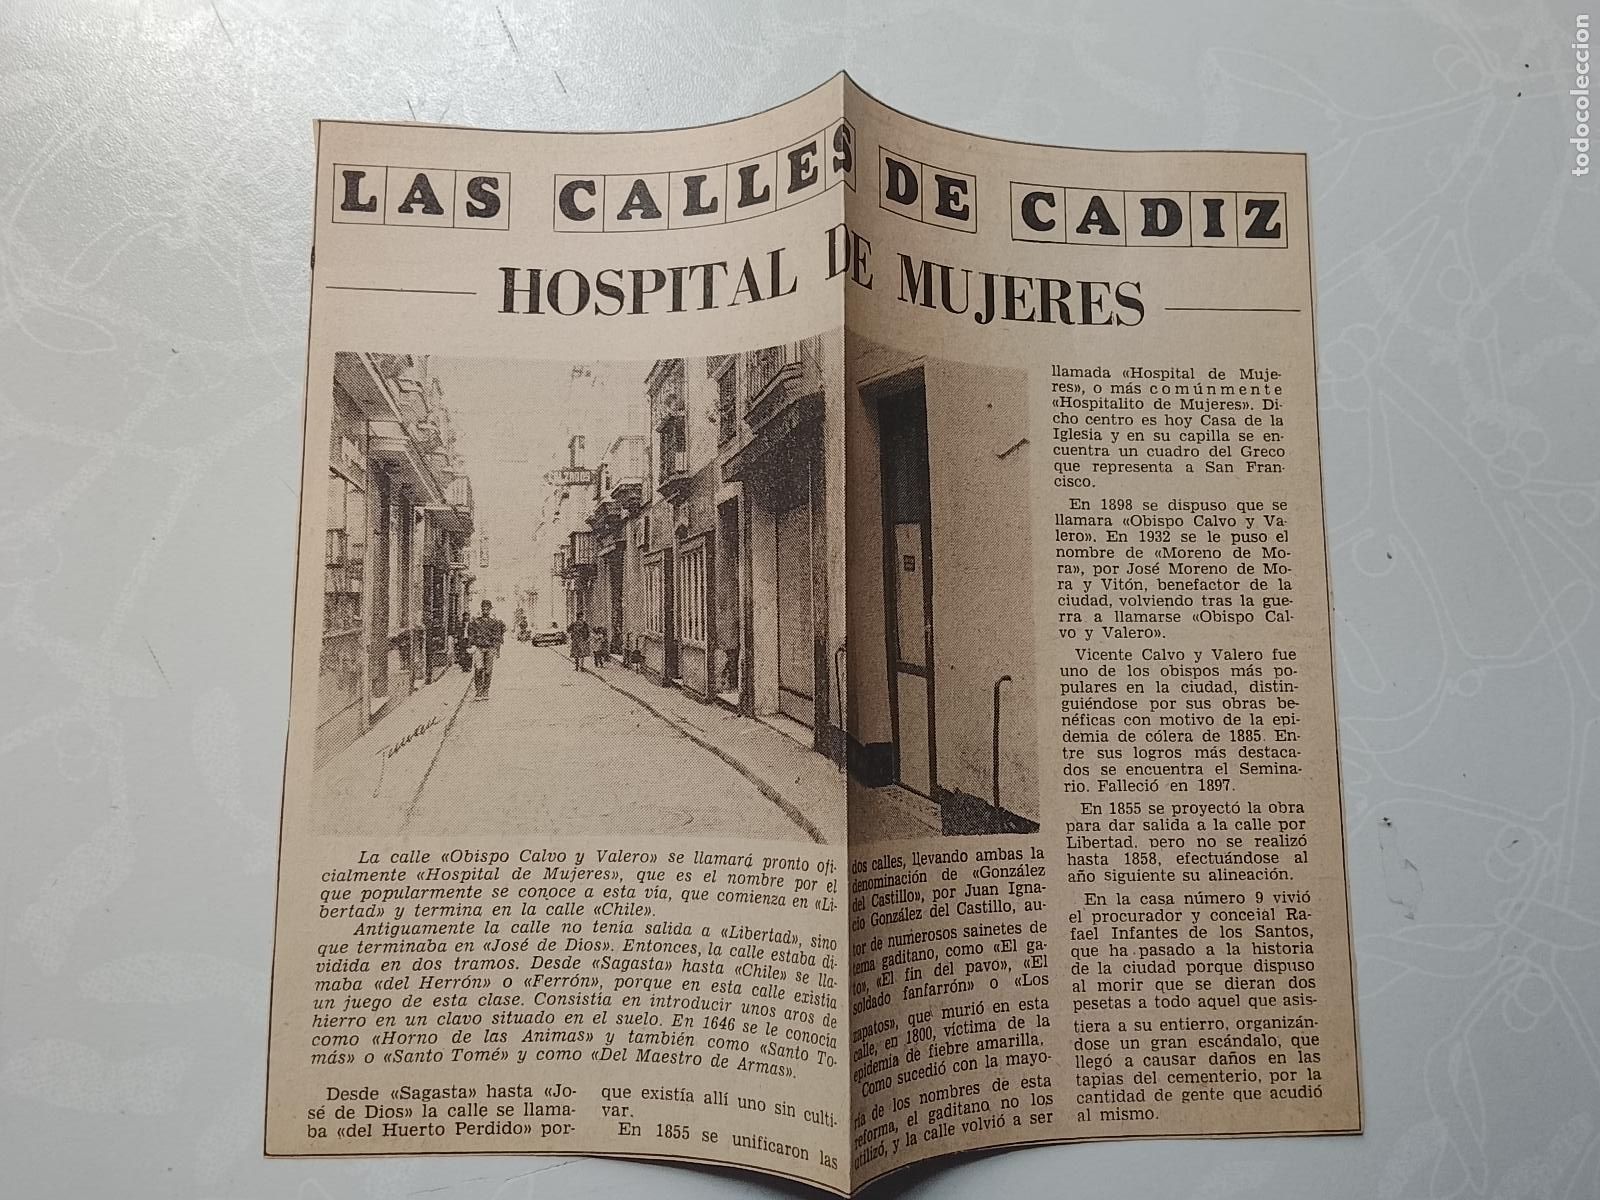 LAS CALLES DE CADIZ
HOSPITAL DE MUJERES
La calle «Obispo Calvo y Valero» se llamará pronto ofi-
cialmente «Hospital de Mujeres», que es el nombre por el
que popularmente se conoce a esta vía, que comienza en «Li-
bertad» y termina en la calle «Chile».
Antiguamente la calle no tenía salida a «Libertad», sino
que terminaba en «José de Dios». Entonces, la calle estaba di-
vidida en dos tramos. Desde «Sagasta» hasta «Chile» se lla-
maba «del Herrón» o «Ferrón», porque en esta calle existía
un juego de esta clase. Consistía en introducir unos aros de
hierro en un clavo situado en el suelo. En 1646 se le conocía
como «Horno de las Animas» y también como «Santo To-
más» o «Santo Tomé» y como «Del Maestro de Armas».
Desde «Sagasta» hasta «Jo-
sé de Dios» la calle se llama-
ba «del Huerto Perdido» por-
que existía allí uno sin culti-
var.
En 1855 se unificaron las
dos calles, llevando ambas la
denominación de «González
del Castillo», por Juan Igna-
cio González del Castillo, au-
tor de numerosos sainetes de
tema gaditano, como «El ga-
to», «El fin del pavo», «El
soldado fanfarrón» o «Los
zapatos», que murió en esta
calle, en 1800, víctima de la
epidemia de fiebre amarilla.
Como sucedió con la mayo-
ría de los nombres de esta
reforma, el gaditano no los
utilizó, y la calle volvió a ser
llamada «Hospital de Muje-
res», o más comúnmente
«Hospitalito de Mujeres». Di-
cho centro es hoy Casa de la
Iglesia y en su capilla se en-
cuentra un cuadro del Greco
que representa a San Fran-
cisco.
En 1898 se dispuso que se
llamara «Obispo Calvo y Va-
lero». En 1932 se le puso el
nombre de «Moreno de Mo-
ra», por José Moreno de Mo-
ra y Vitón, benefactor de la
ciudad, volviendo tras la gue-
rra a llamarse «Obispo Cal-
vo y Valero».
Vicente Calvo y Valero fue
uno de los obispos más po-
pulares en la ciudad, distin-
guiéndose por sus obras be-
néficas con motivo de la epi-
demia de cólera de 1885. En-
tre sus logros más destaca-
dos se encuentra el Semina-
rio. Falleció en 1897.
En 1855 se proyectó la obra
para dar salida a la calle por
Libertad, pero no se realizó
hasta 1858, efectuándose al
año siguiente su alineación.
En la casa número 9 vivió
el procurador y concejal Ra-
fael Infantes de los Santos,
que ha pasado a la historia
de la ciudad porque dispuso
al morir que se dieran dos
pesetas a todo aquel que asis-
tiera a su entierro, organizán-
dose un gran escándalo, que
llegó a causar daños en las
tapias del cementerio, por la
cantidad de gente que acudió
al mismo.
todocoleccion